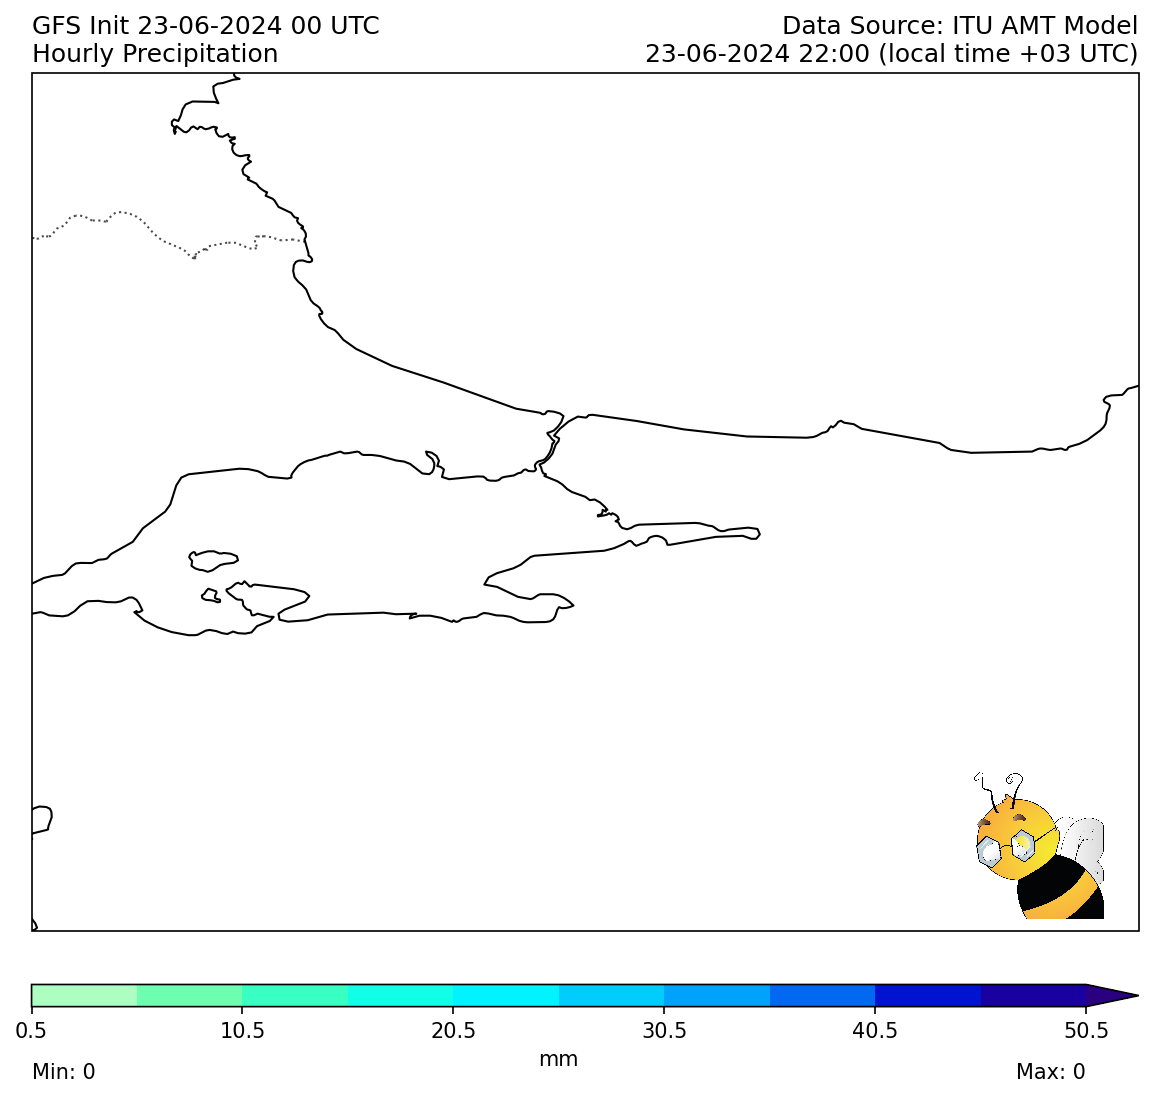 GFS Init 23-06-2024 00 UTC
Data Source: ITU AMT Model
Hourly Precipitation
23-06-2024 22:00 (local time +03 UTC)
0.5 10.5 20.5 30.5 40.5 50.5
mm
Min: 0
Max: 0